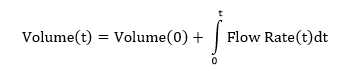 Volume(t) = Volume(0) + ∫₀ᵗ Flow Rate(t)dt